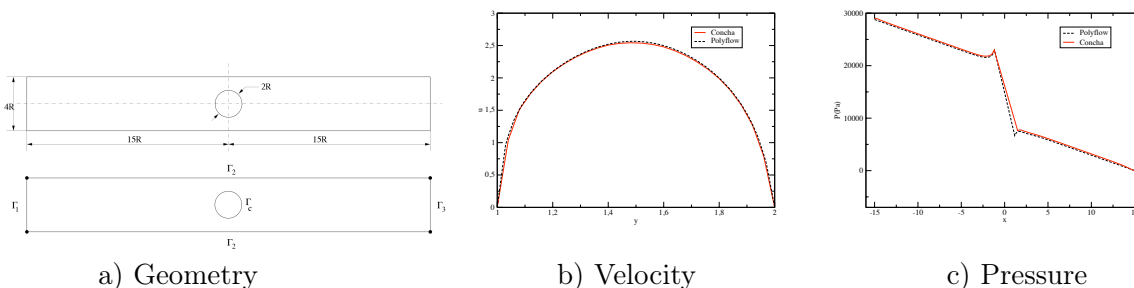 2R
4R
15R
15R
Γ2
Γ1
Γc
Γ3
Γ2
a) Geometry
Concha
Polyflow
3
2.5
2
u 1.5
1
0.5
0
1
1,2
1,4
1,6
1,8
2
y
b) Velocity
Polyflow
Concha
30000
20000
P(Pa)
10000
0
-15
-10
-5
0
5
10
15
x
c) Pressure